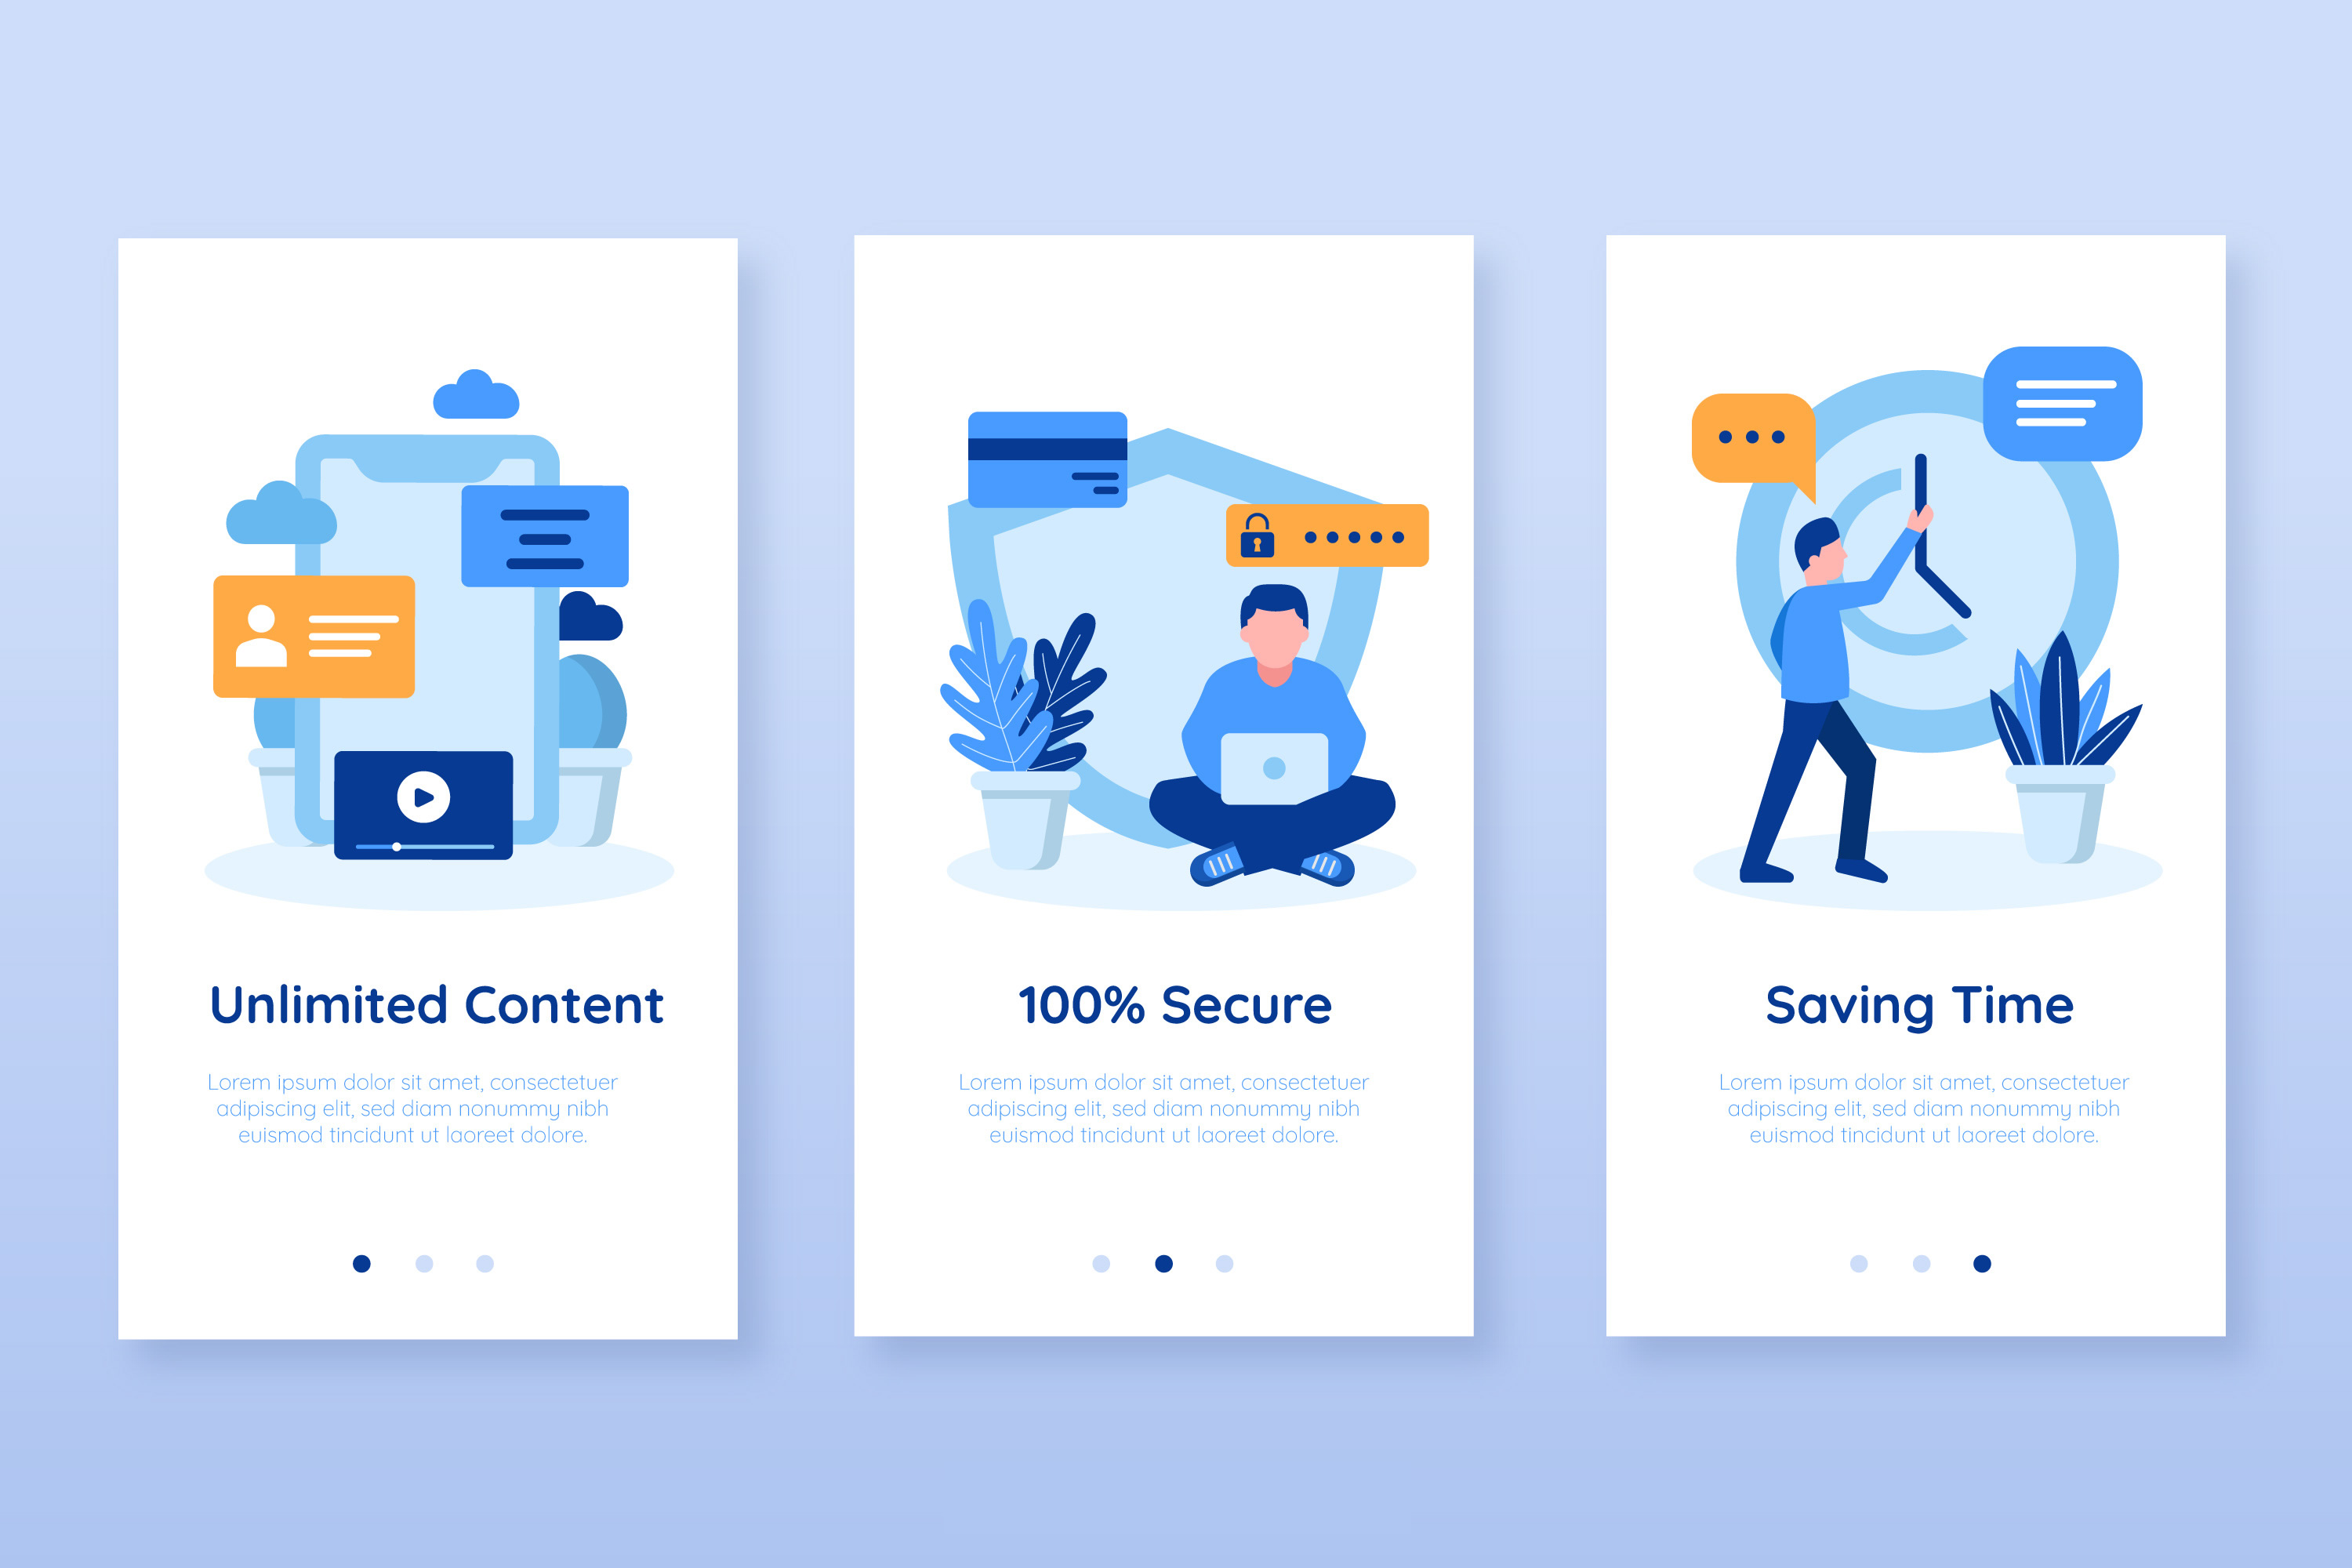 Unlimited Content
Lorem ipsum dolor sit amet, consectetuer
adipiscing elit, sed diam nonummy nibh
euismod tincidunt ut laoreet dolore.
100% Secure
Lorem ipsum dolor sit amet, consectetuer
adipiscing elit, sed diam nonummy nibh
euismod tincidunt ut laoreet dolore.
Saving Time
Lorem ipsum dolor sit amet, consectetuer
adipiscing elit, sed diam nonummy nibh
euismod tincidunt ut laoreet dolore.